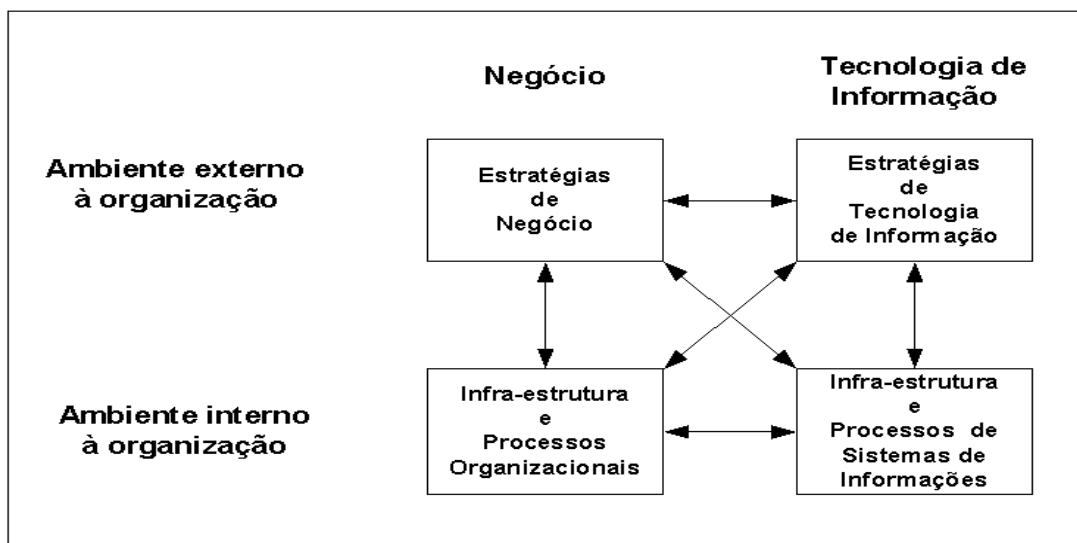 Negócio
Tecnologia de
Informação
Ambiente externo
à organização
Estratégias
de
Negócio
Estratégias
de
Tecnologia
de Informação
Ambiente interno
à organização
Infra-estrutura
e
Processos
Organizacionais
Infra-estrutura
e
Processos de
Sistemas de
Informações